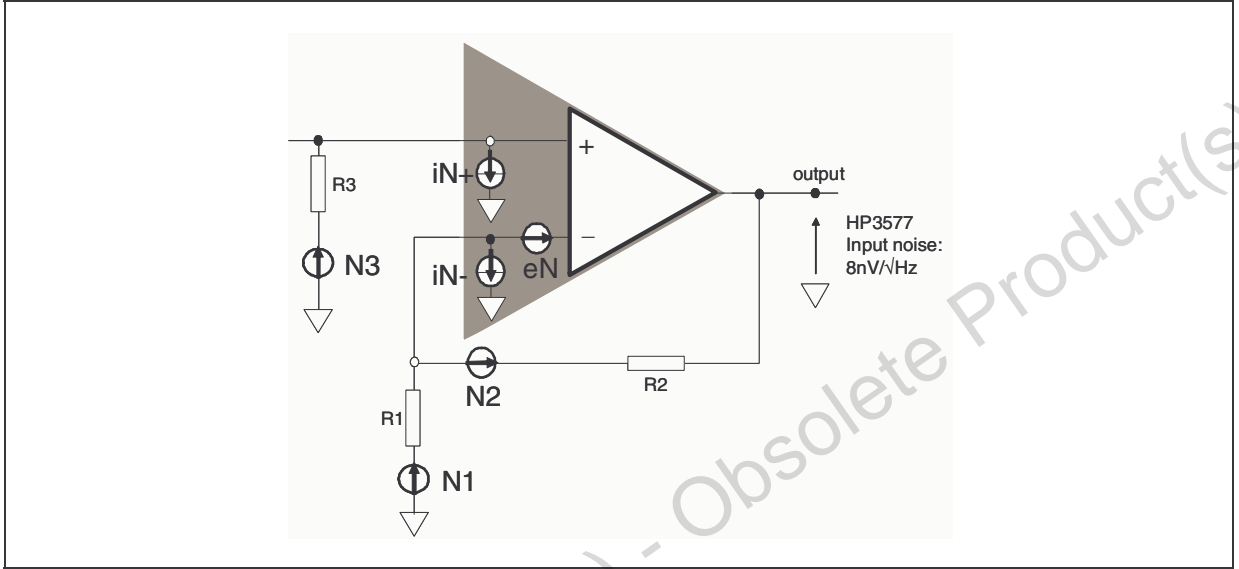 iN+
+
output
R3
HP3577
Input noise:
8nV/√Hz
N3
iN-
−
eN
R2
N2
R1
N1
) - Obsolete Product(s